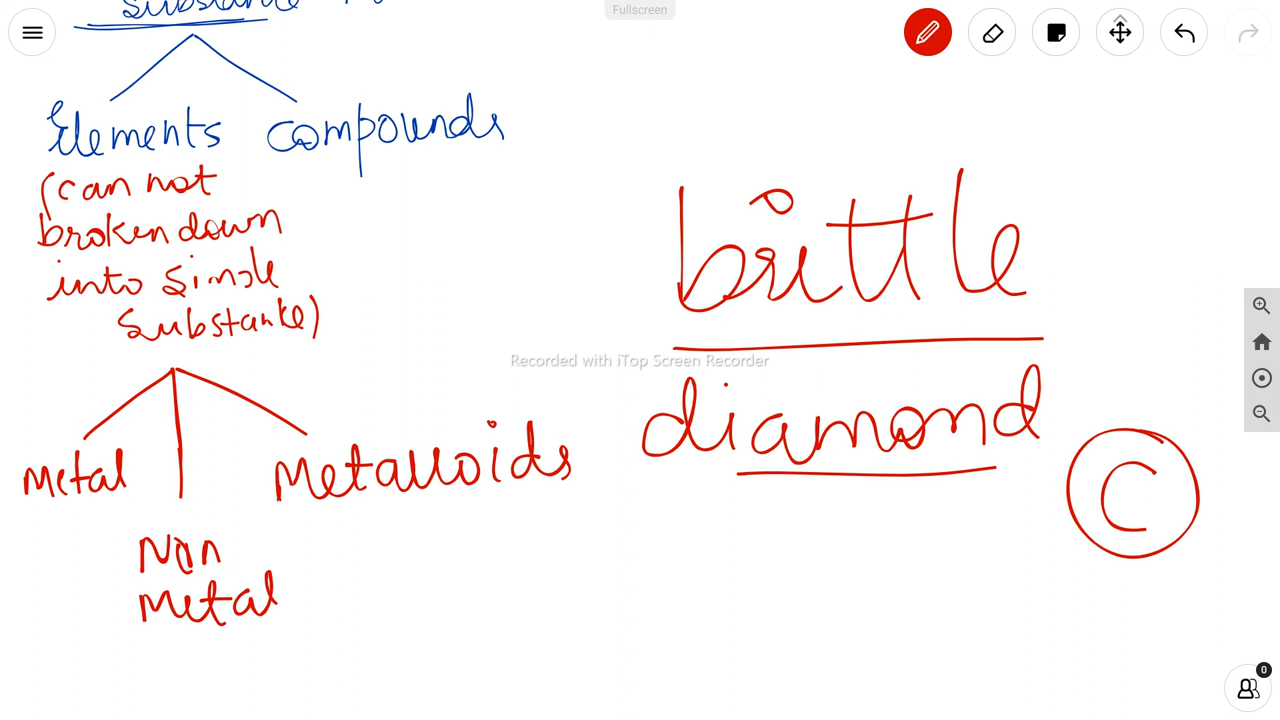 Fullscreen
substance
Elements compounds
(can not
broken down
into simple
substance)
Metal Metalloids
Non
Metal
brittle
diamond
C
Recorded with iTop Screen Recorder
0